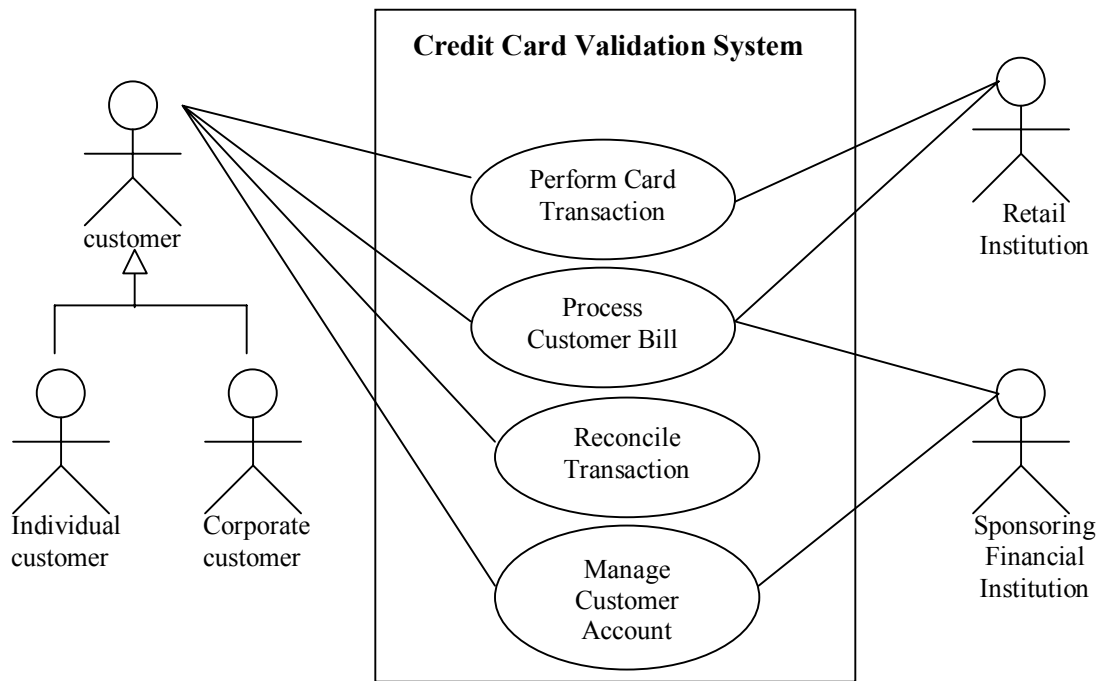 Credit Card Validation System
customer
Perform Card
Transaction
Retail
Institution
Process
Customer Bill
Reconcile
Transaction
Individual
customer
Corporate
customer
Sponsoring
Financial
Institution
Manage
Customer
Account